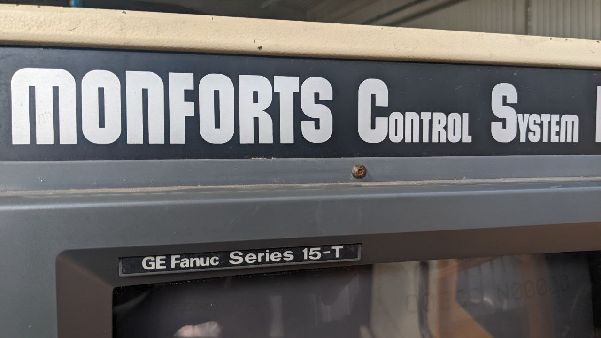 MONFORTS CONTROL SYSTEM
GE Fanuc Series 15-T